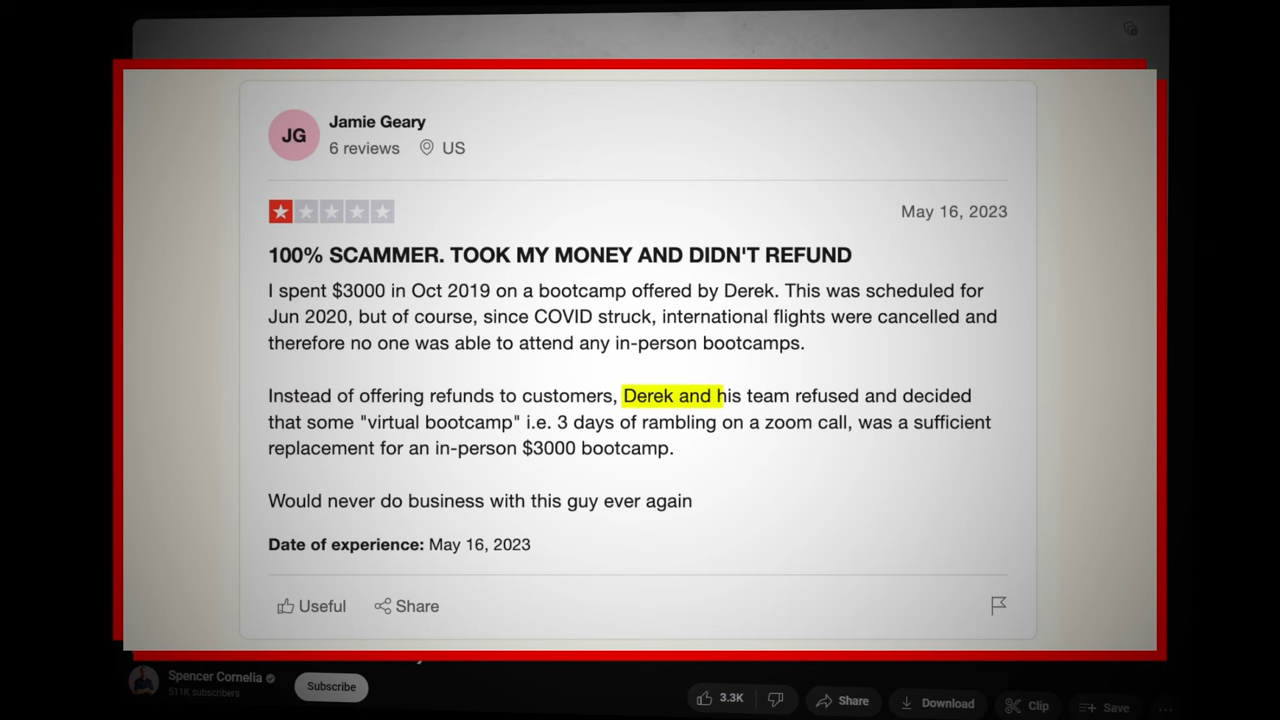 JG
Jamie Geary
6 reviews US
May 16, 2023
100% SCAMMER. TOOK MY MONEY AND DIDN'T REFUND
I spent $3000 in Oct 2019 on a bootcamp offered by Derek. This was scheduled for
Jun 2020, but of course, since COVID struck, international flights were cancelled and
therefore no one was able to attend any in-person bootcamps.
Instead of offering refunds to customers, Derek and his team refused and decided
that some "virtual bootcamp" i.e. 3 days of rambling on a zoom call, was a sufficient
replacement for an in-person $3000 bootcamp.
Would never do business with this guy ever again
Date of experience: May 16, 2023
Useful Share
Spencer Cornelia
511K subscribers
Subscribe
3.3K
Share
Download
Clip
Save